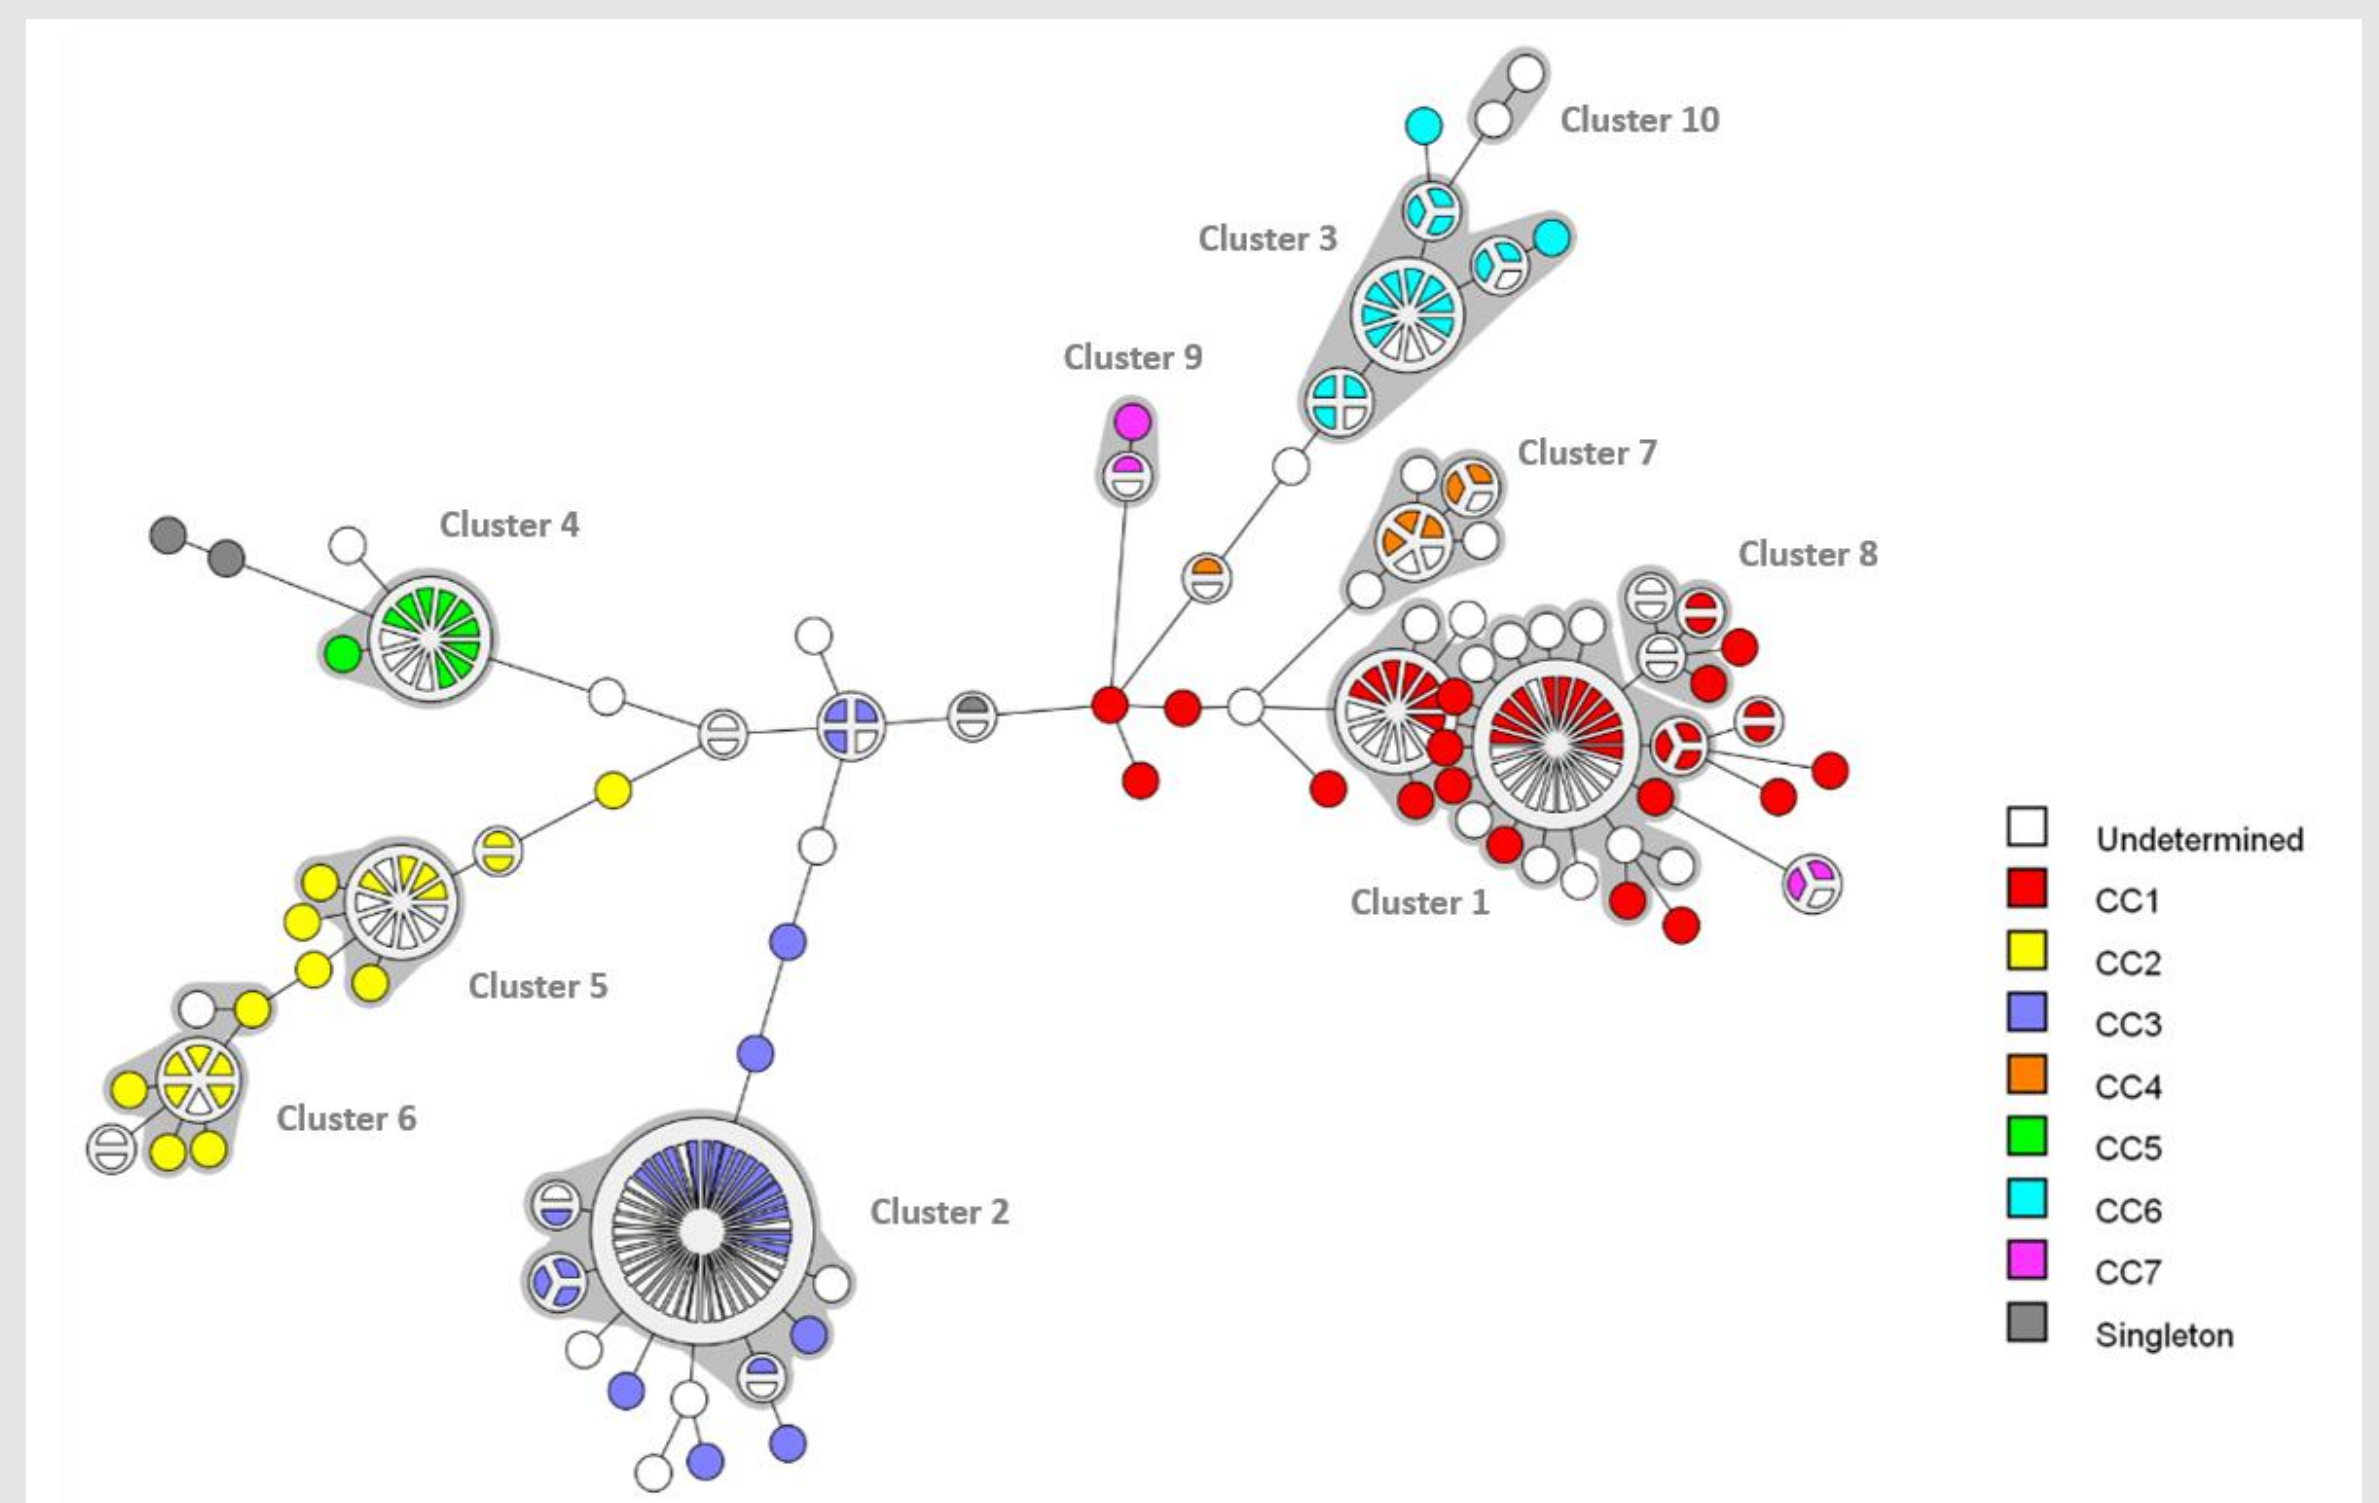 Cluster 10
Cluster 3
Cluster 9
Cluster 7
Cluster 4
Cluster 8
Cluster 1
Cluster 5
Cluster 6
Cluster 2
Undetermined
CC1
CC2
CC3
CC4
CC5
CC6
CC7
Singleton